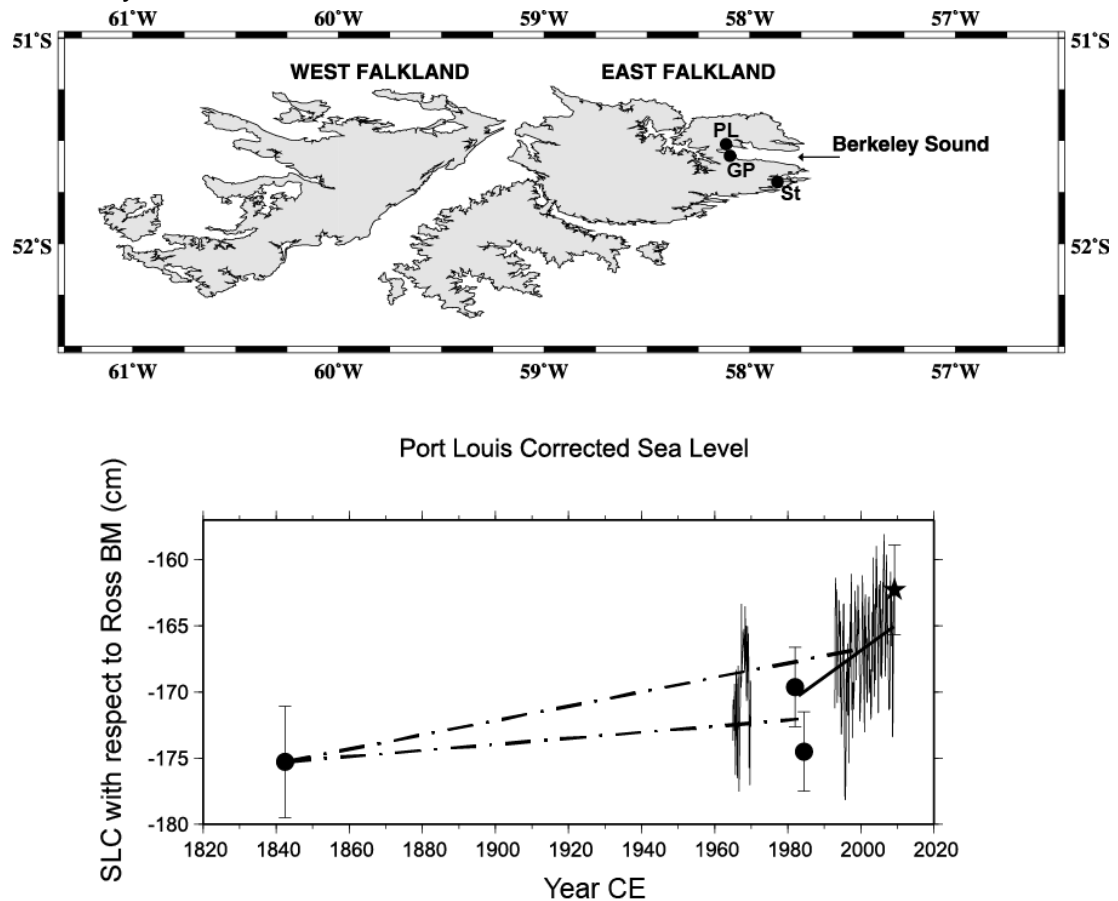 61°W 60°W 59°W 58°W 57°W
51°S 51°S
WEST FALKLAND EAST FALKLAND
PL
Berkeley Sound
GP
St
52°S 52°S
61°W 60°W 59°W 58°W 57°W
Port Louis Corrected Sea Level
SLC with respect to Ross BM (cm)
-160
-165
-170
-175
-180
1820 1840 1860 1880 1900 1920 1940 1960 1980 2000 2020
Year CE